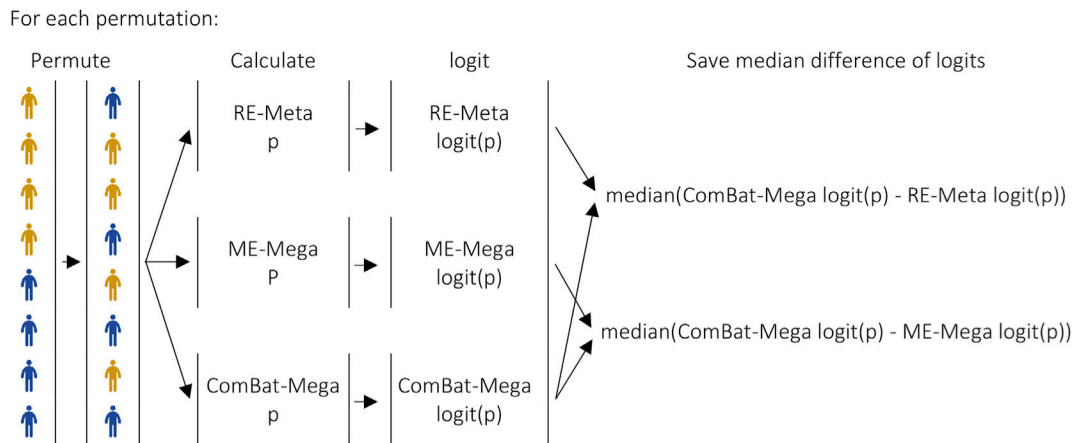 For each permutation:
Permute
Calculate
logit
Save median difference of logits
RE-Meta
p
RE-Meta
logit(p)
median(ComBat-Mega logit(p) - RE-Meta logit(p))
ME-Mega
P
ME-Mega
logit(p)
median(ComBat-Mega logit(p) - ME-Mega logit(p))
ComBat-Mega
p
ComBat-Mega
logit(p)